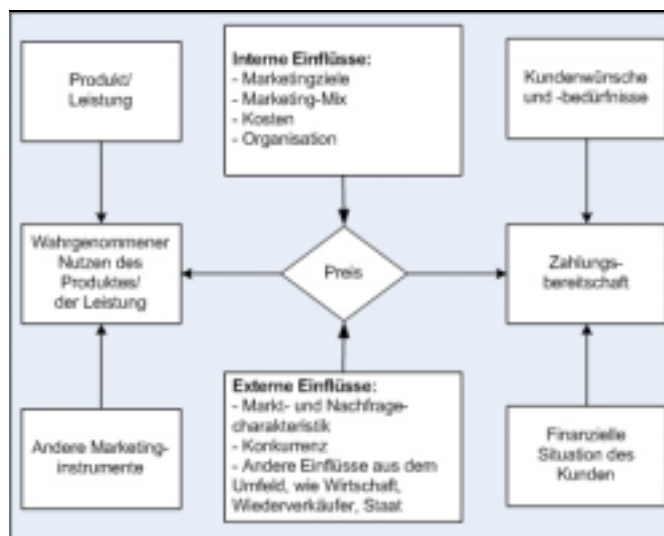 Produkt/
Leistung
Interne Einflüsse:
- Marketingziele
- Marketing-Mix
- Kosten
- Organisation
Kundenwünsche
und -bedürfnisse
Wahrgenommener
Nutzen des
Produktes/
der Leistung
Preis
Zahlungs-
bereitschaft
Andere Marketing-
instrumente
Externe Einflüsse:
- Markt- und Nachfrage-
charakteristik
- Konkurrenz
- Andere Einflüsse aus dem
Umfeld, wie Wirtschaft,
Wiederverkäufer, Staat
Finanzielle
Situation des
Kunden